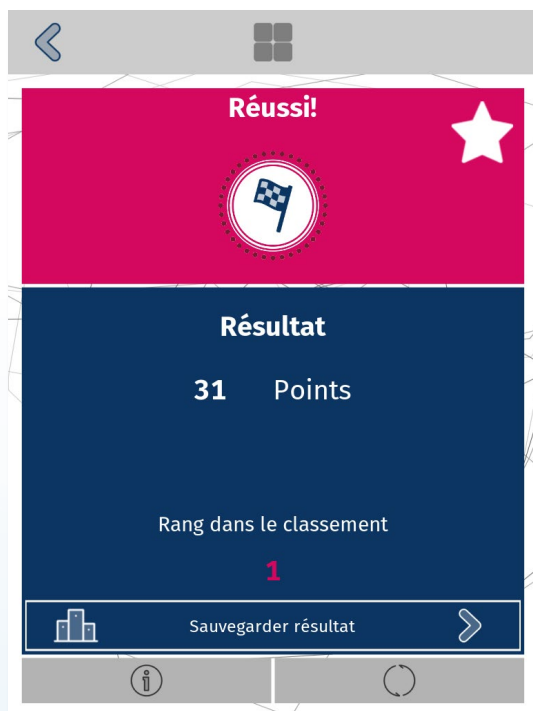 Réussi!
Résultat
31 Points
Rang dans le classement
1
Sauvegarder résultat